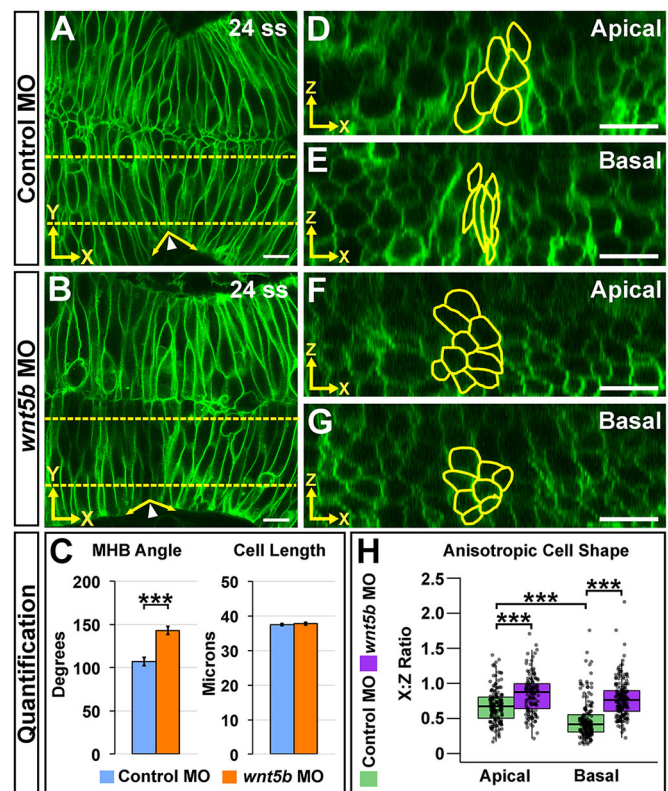 Control MO
A
24 ss
Y
X
D
Apical
Z
X
E
Basal
Z
X
wnt5b MO
B
24 ss
Y
X
F
Apical
Z
X
G
Basal
Z
X
Quantification
C
MHB Angle
Cell Length
200
150
100
50
0
Degrees
***
50
40
30
20
10
0
Microns
Control MO
wnt5b MO
H
Anisotropic Cell Shape
Control MO
wnt5b MO
X:Z Ratio
2.5
2.0
1.5
1.0
0.5
0.0
***
***
***
Apical
Basal